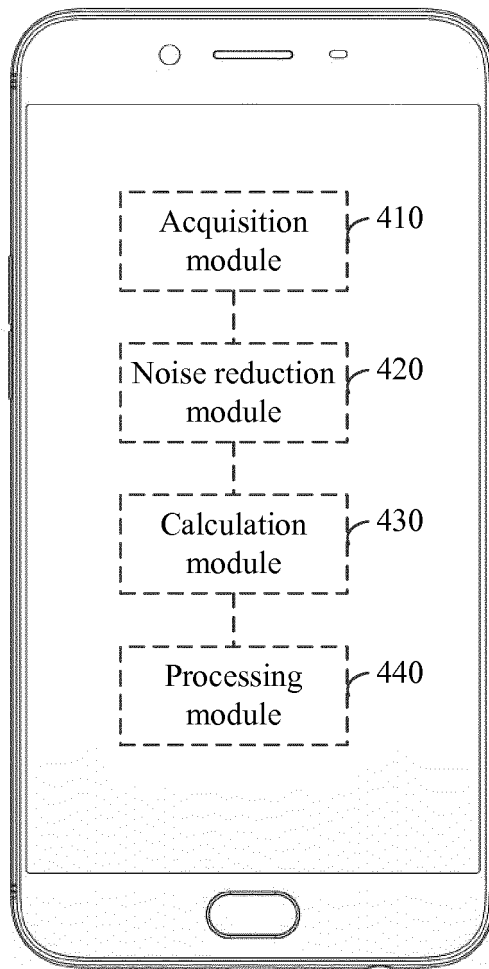 Acquisition
module
410
Noise reduction
module
420
Calculation
module
430
Processing
module
440